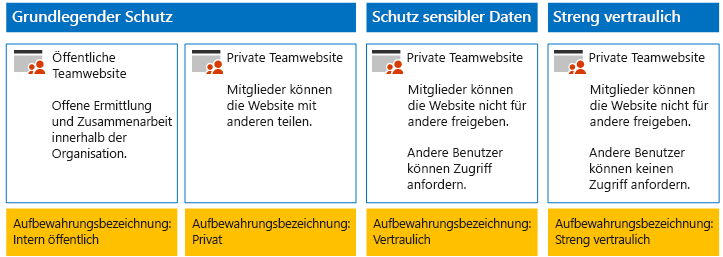 Grundlegender Schutz
Schutz sensibler Daten
Streng vertraulich
Öffentliche
Teamwebsite
Offene Ermittlung
und Zusammenarbeit
innerhalb der
Organisation.
Private Teamwebsite
Mitglieder können
die Website mit
anderen teilen.
Private Teamwebsite
Mitglieder können
die Website nicht für
andere freigeben.
Andere Benutzer
können Zugriff
anfordern.
Private Teamwebsite
Mitglieder können
die Website nicht für
andere freigeben.
Andere Benutzer
können keinen
Zugriff anfordern.
Aufbewahrungsbezeichnung:
Intern öffentlich
Aufbewahrungsbezeichnung:
Privat
Aufbewahrungsbezeichnung:
Vertraulich
Aufbewahrungsbezeichnung:
Streng vertraulich